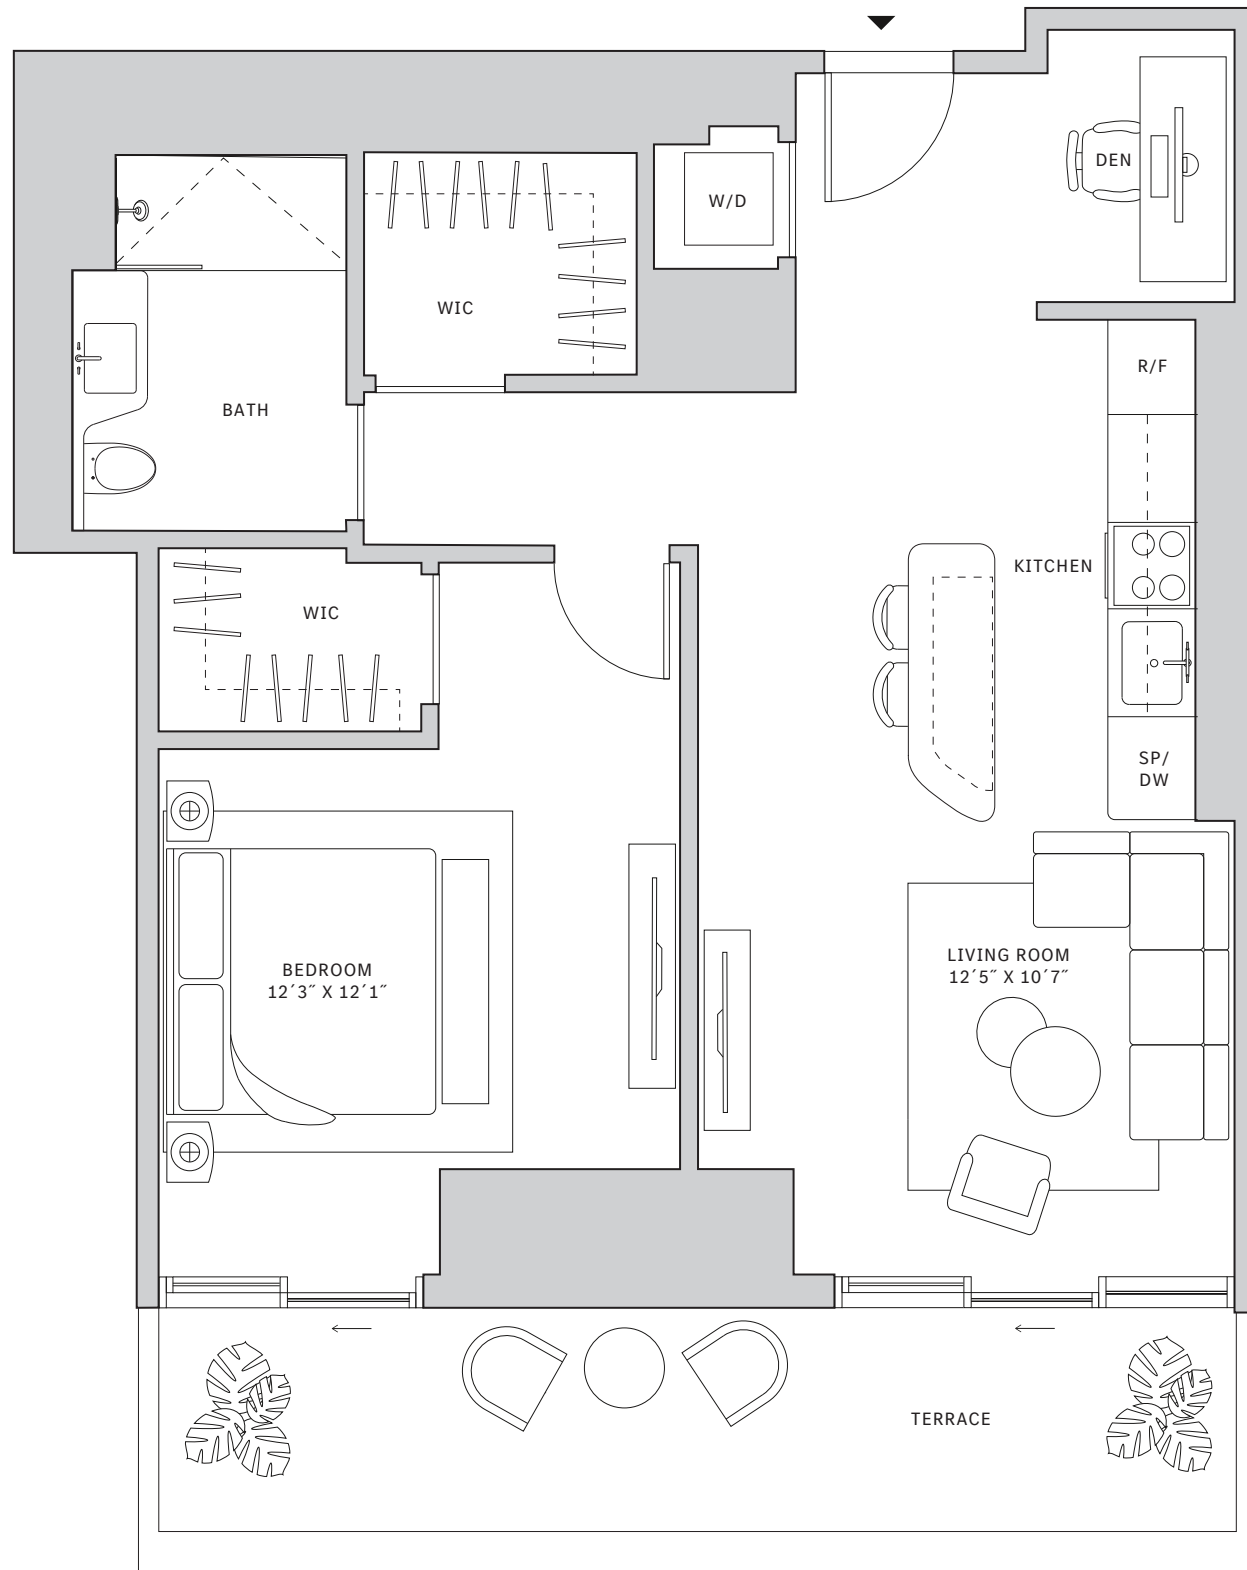 DEN
W/D
WIC
R/F
BATH
KITCHEN
WIC
SP/
DW
LIVING ROOM
12´5˝ X 10´7˝
BEDROOM
12´3˝ X 12´1˝
TERRACE